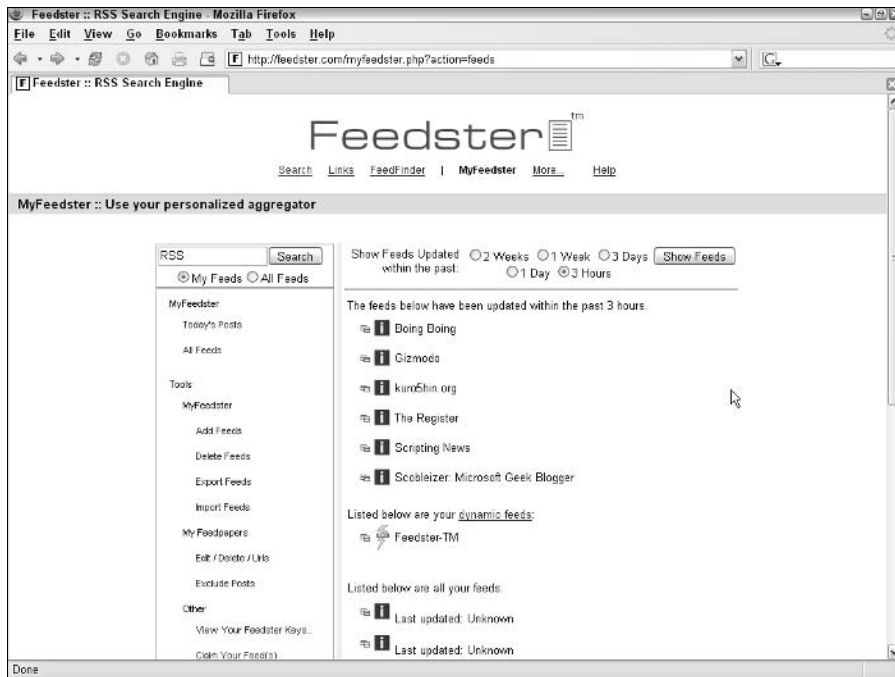 Feedster :: RSS Search Engine - Mozilla Firefox
File Edit View Go Bookmarks Tab Tools Help
F http://feedster.com/myfeedster.php?action=feeds G
F Feedster :: RSS Search Engine
Feedster tm
Search Links FeedFinder | MyFeedster More... Help
MyFeedster :: Use your personalized aggregator
RSS Search
My Feeds All Feeds
MyFeedster
Today's Posts
All Feeds
Tools
MyFeedster
Add Feeds
Delete Feeds
Export Feeds
Import Feeds
My Feedpapers
Edit / Delete / Urls
Exclude Posts
Other
View Your Feedster Keys..
Claim Your Feed(s)
Show Feeds Updated within the past: 2 Weeks 1 Week 3 Days Show Feeds
1 Day 3 Hours
The feeds below have been updated within the past 3 hours.
i Boing Boing
i Gizmodo
i kuro5hin.org
i The Register
i Scripting News
i Scobleizer: Microsoft Geek Blogger
Listed below are your dynamic feeds:
Feedster-TM
Listed below are all your feeds.
i Last updated: Unknown
i Last updated: Unknown
Done